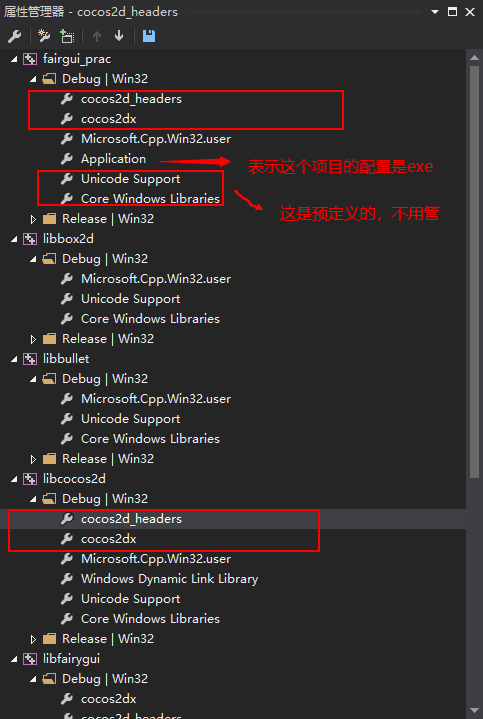 属性管理器 - cocos2d_headers
fairgui_prac
Debug | Win32
cocos2d_headers
cocos2dx
Microsoft.Cpp.Win32.user
Application
表示这个项目的配置是exe
Unicode Support
Core Windows Libraries
这是预定义的，不用管
Release | Win32
libbox2d
Debug | Win32
Microsoft.Cpp.Win32.user
Unicode Support
Core Windows Libraries
Release | Win32
libbullet
Debug | Win32
Microsoft.Cpp.Win32.user
Unicode Support
Core Windows Libraries
Release | Win32
libcocos2d
Debug | Win32
cocos2d_headers
cocos2dx
Microsoft.Cpp.Win32.user
Windows Dynamic Link Library
Unicode Support
Core Windows Libraries
Release | Win32
libfairygui
Debug | Win32
cocos2dx
cocos2d_headers